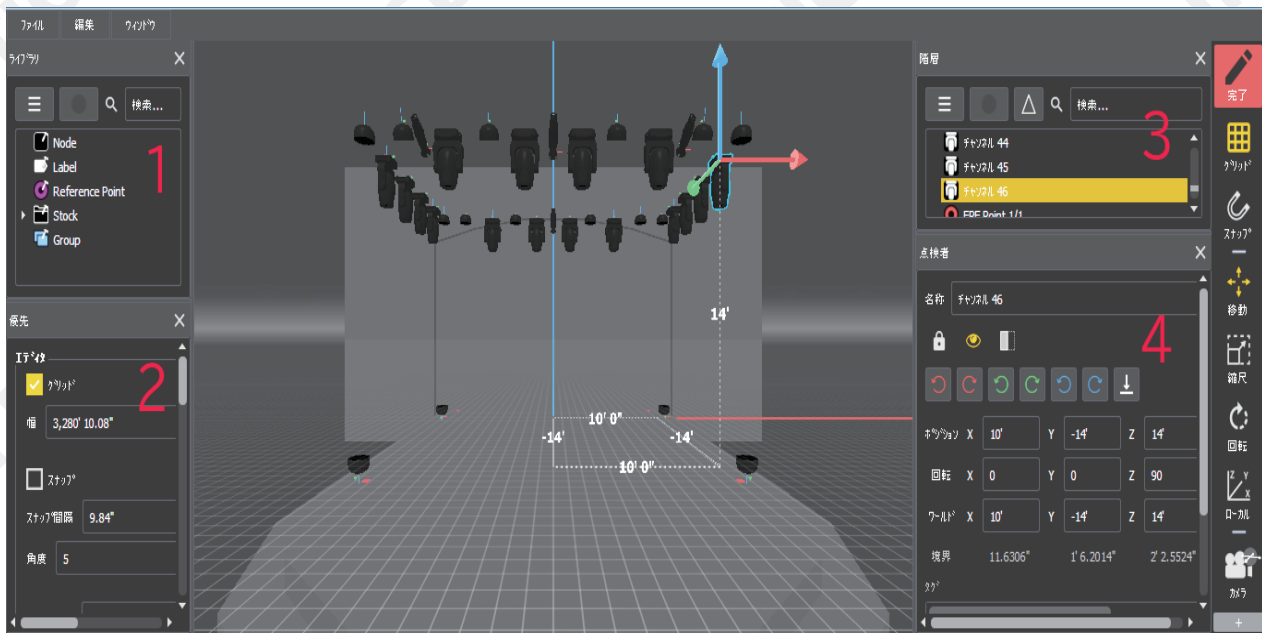 ﾌｧｲﾙ 編集 ｳｨﾝﾄﾞｳ
ﾗｲﾌﾞﾗﾘ
検索...
Node
Label
Reference Point
Stock
Group
1
優先
ｴﾃﾞｨﾀ
ｸﾞﾘｯﾄﾞ
2
幅 3,280' 10.08"
ｽﾅｯﾌﾟ
ｽﾅｯﾌﾟ間隔 9.84"
角度 5
14'
10' 0"
-14' -14'
10' 0"
階層
検索...
3
ﾁｬﾝﾈﾙ 44
ﾁｬﾝﾈﾙ 45
ﾁｬﾝﾈﾙ 46
FPE Point 1/1
点検者
名称 ﾁｬﾝﾈﾙ 46
4
ﾎﾟｼﾞｼｮﾝ X 10' Y -14' Z 14'
回転 X 0 Y 0 Z 90
ﾜｰﾙﾄﾞ X 10' Y -14' Z 14'
境界 11.6306" 1' 6.2014" 2' 2.5524"
ﾀｸﾞ
完了
ｸﾞﾘｯﾄﾞ
ｽﾅｯﾌﾟ
移動
縮尺
回転
Z Y X
ﾛｰｶﾙ
ｶﾒﾗ
+